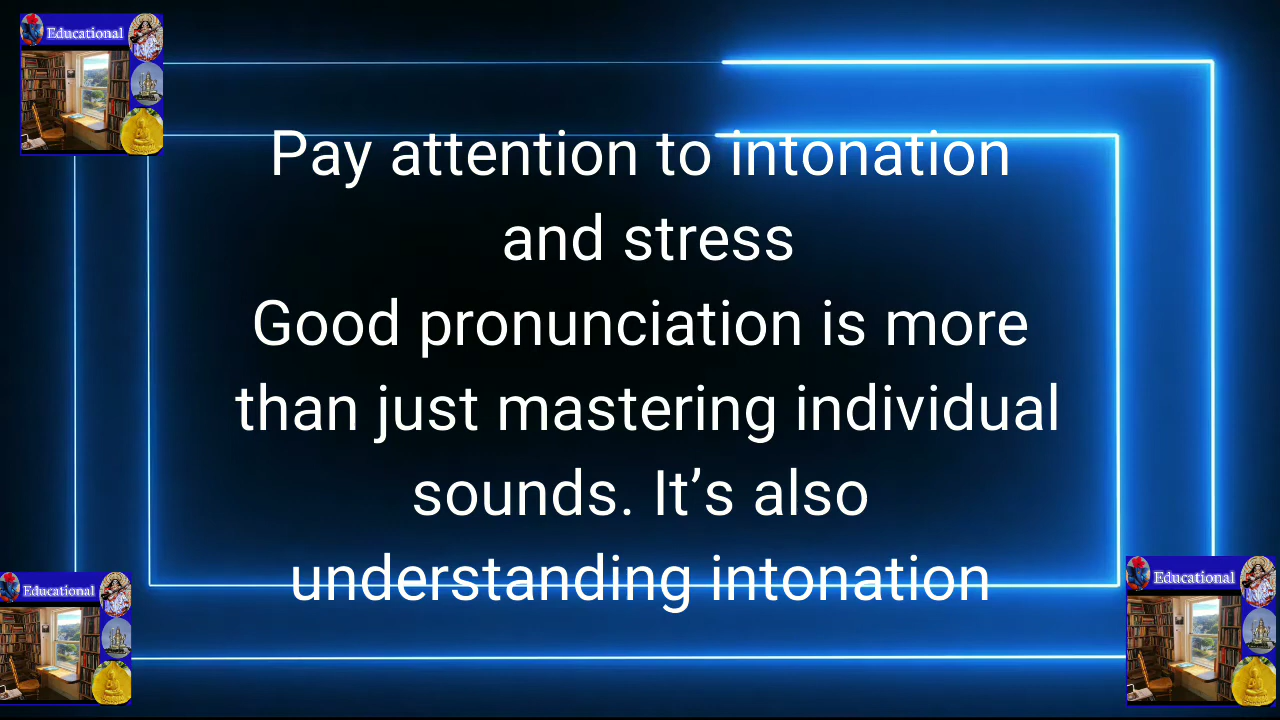 Educational
Pay attention to intonation
and stress
Good pronunciation is more
than just mastering individual
sounds. It’s also
understanding intonation
Educational
Educational